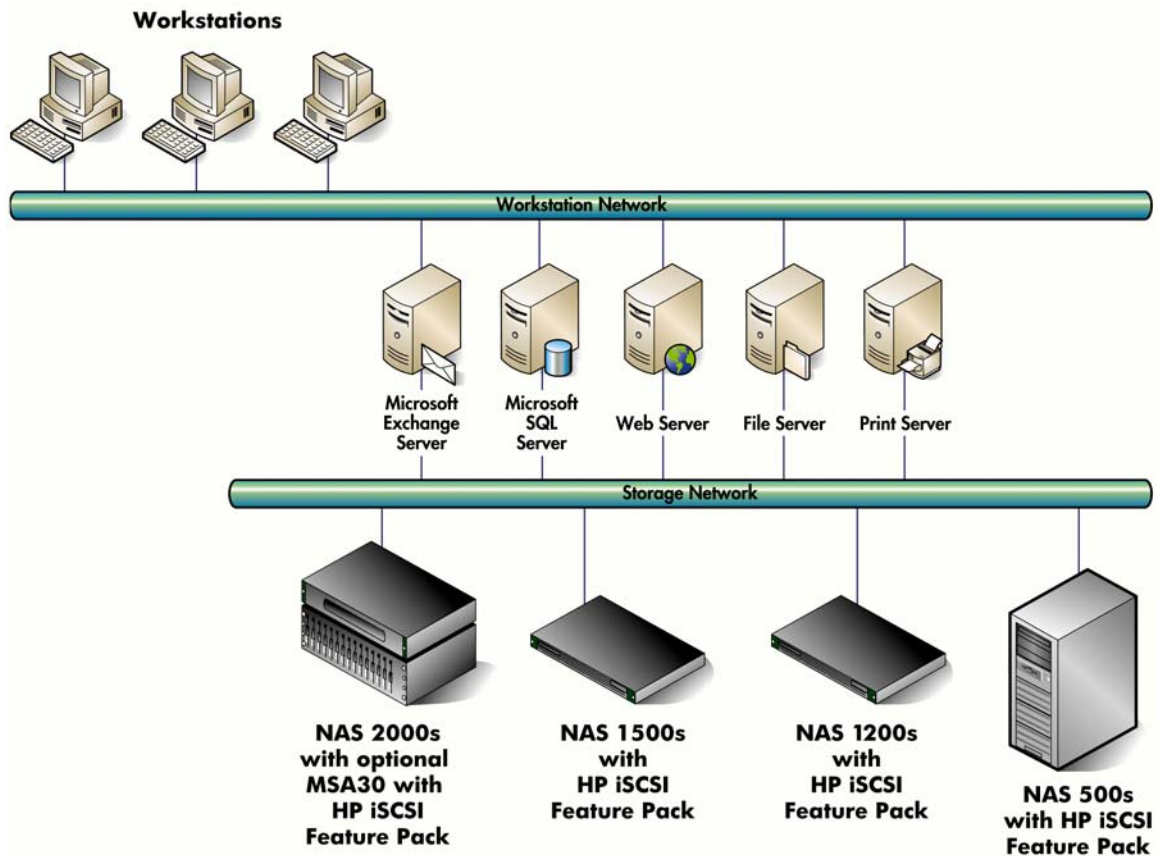 Workstations
Workstation Network
Microsoft
Exchange
Server
Microsoft
SQL
Server
Web Server
File Server
Print Server
Storage Network
NAS 2000s
with optional
MSA30 with
HP iSCSI
Feature Pack
NAS 1500s
with
HP iSCSI
Feature Pack
NAS 1200s
with
HP iSCSI
Feature Pack
NAS 500s
with HP iSCSI
Feature Pack